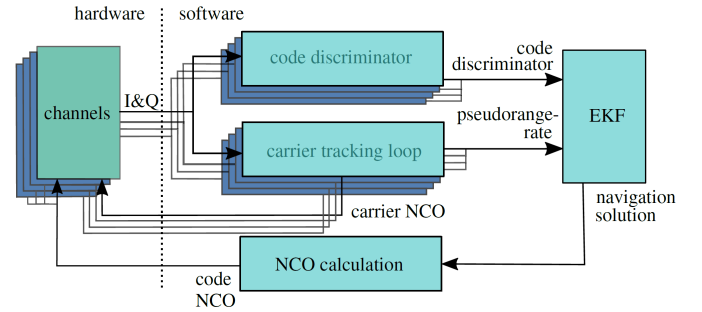 hardware
software
code discriminator
code
discriminator
I&Q
channels
EKF
pseudorange-
rate
carrier tracking loop
navigation
solution
carrier NCO
NCO calculation
code
NCO